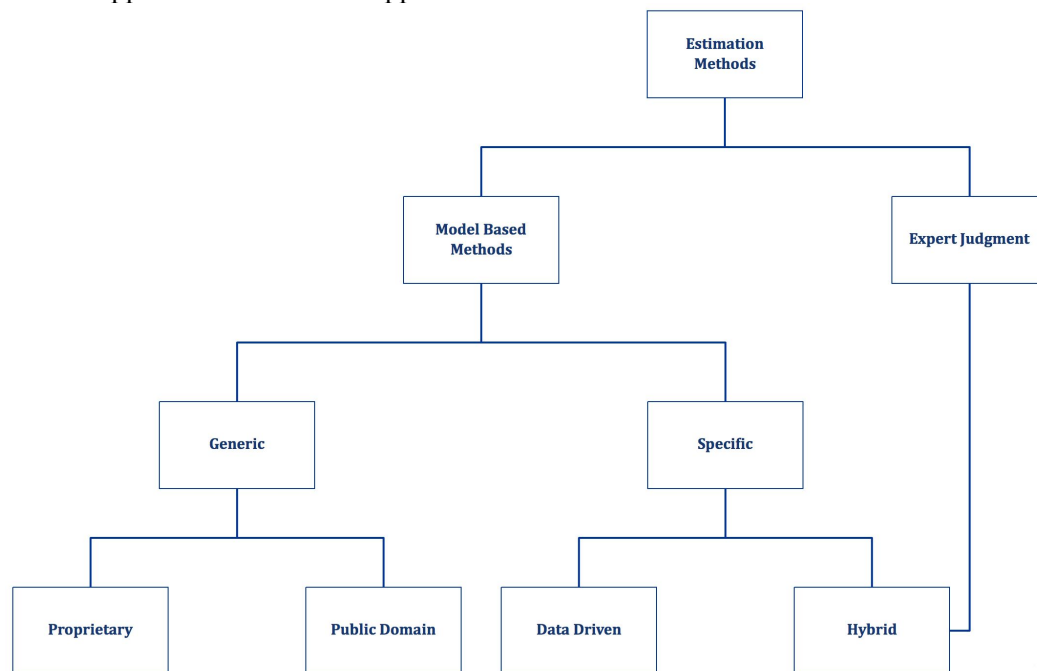 Estimation
Methods
Model Based
Methods
Expert Judgment
Generic
Specific
Proprietary
Public Domain
Data Driven
Hybrid